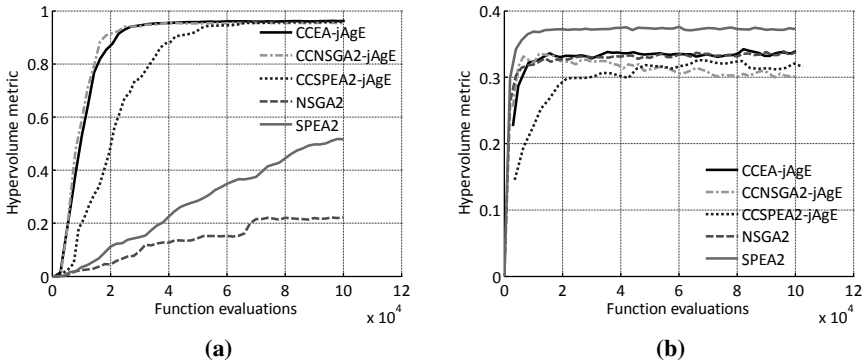 Hypervolume metric
1
0.8
0.6
0.4
0.2
0
0 2 4 6 8 10 12
Function evaluations
x 10^4
CCEA-jAgE
CCNSGA2-jAgE
CCSPEA2-jAgE
NSGA2
SPEA2
(a)
Hypervolume metric
0.4
0.3
0.2
0.1
0
0 2 4 6 8 10 12
Function evaluations
x 10^4
CCEA-jAgE
CCNSGA2-jAgE
CCSPEA2-jAgE
NSGA2
SPEA2
(b)